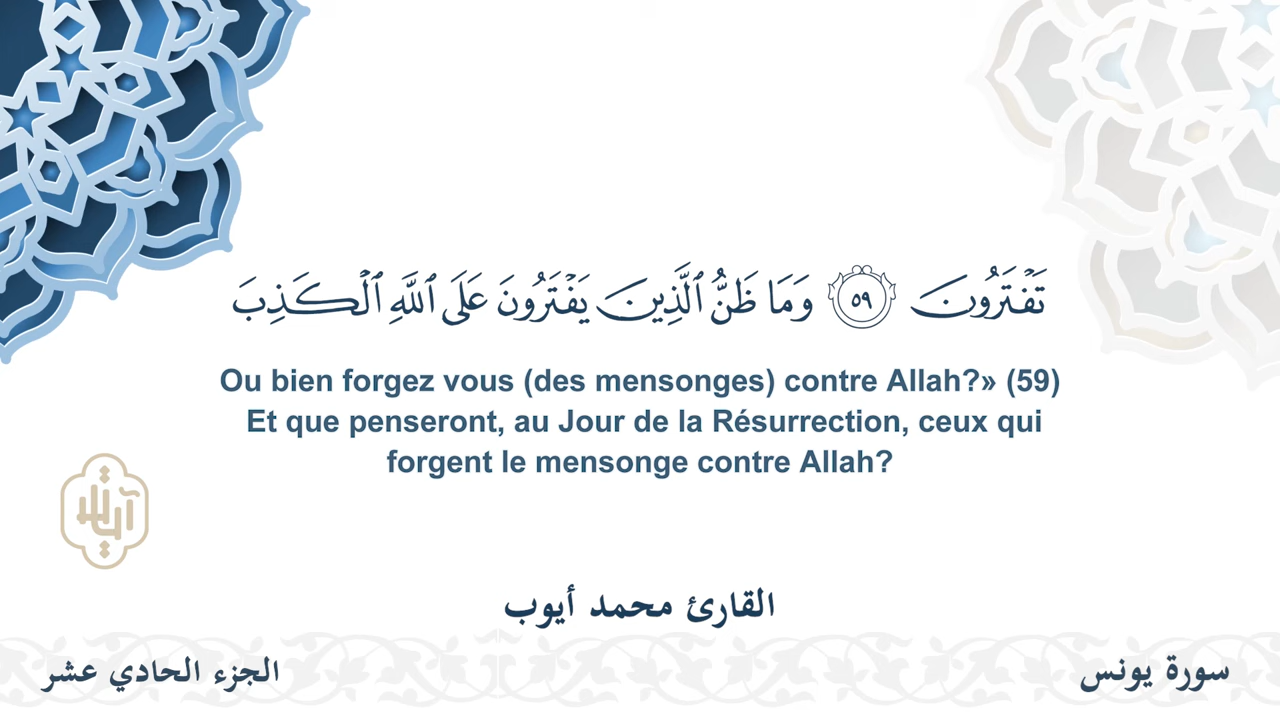 تَفْتَرُونَ ٥٩ وَمَا ظَنُّ ٱلَّذِينَ يَفْتَرُونَ عَلَى ٱللَّهِ ٱلْكَذِبَ
Ou bien forgez vous (des mensonges) contre Allah?» (59)
Et que penseront, au Jour de la Résurrection, ceux qui
forgent le mensonge contre Allah?
القارئ محمد أيوب
سورة يونس
الجزء الحادي عشر